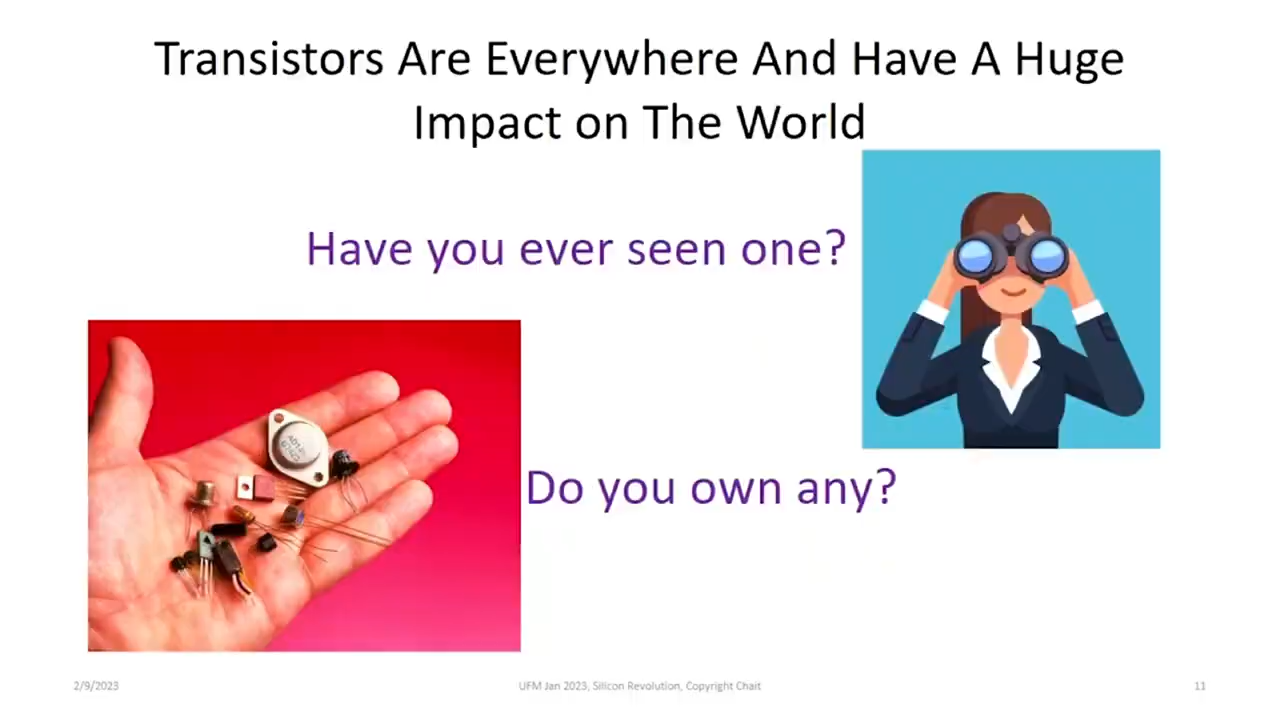 Transistors Are Everywhere And Have A Huge
Impact on The World
Have you ever seen one?
Do you own any?
2/9/2023
UFM Jan 2023, Silicon Revolution, Copyright Chait
11